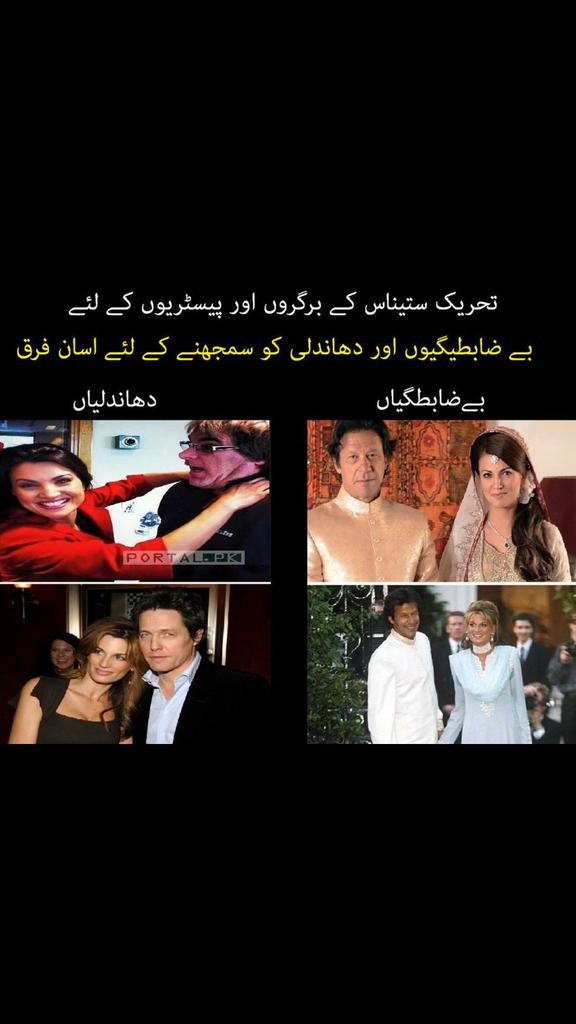 تحریک ستیناس کے برگروں اور پیسٹریوں کے لئے
بے ضابطیگیوں اور دھاندلی کو سمجھنے کے لئے اسان فرق
بےضابطگیاں
دھاندلیاں
PORTAL.PK